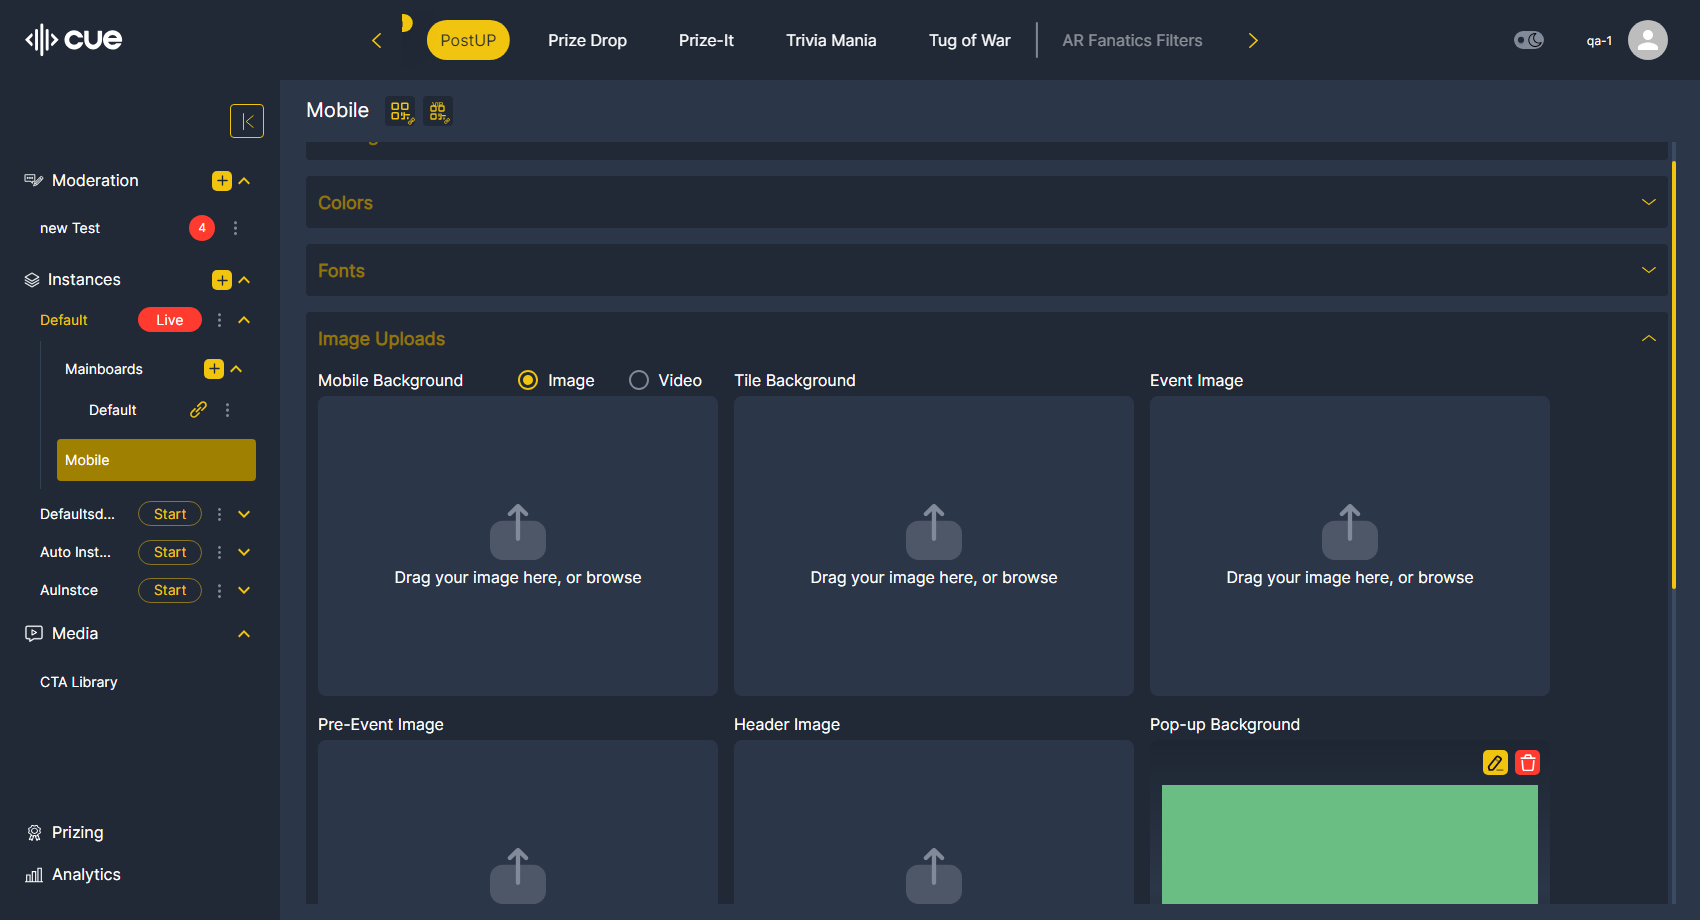 cue
PostUP
Prize Drop
Prize-It
Trivia Mania
Tug of War
AR Fanatics Filters
qa-1
Mobile
Moderation
new Test
4
Instances
Default
Live
Mainboards
Default
Mobile
Defaultsd...
Start
Auto Inst...
Start
AuInstce
Start
Media
CTA Library
Prizing
Analytics
Colors
Fonts
Image Uploads
Mobile Background
Image
Video
Tile Background
Event Image
Drag your image here, or browse
Drag your image here, or browse
Drag your image here, or browse
Pre-Event Image
Header Image
Pop-up Background